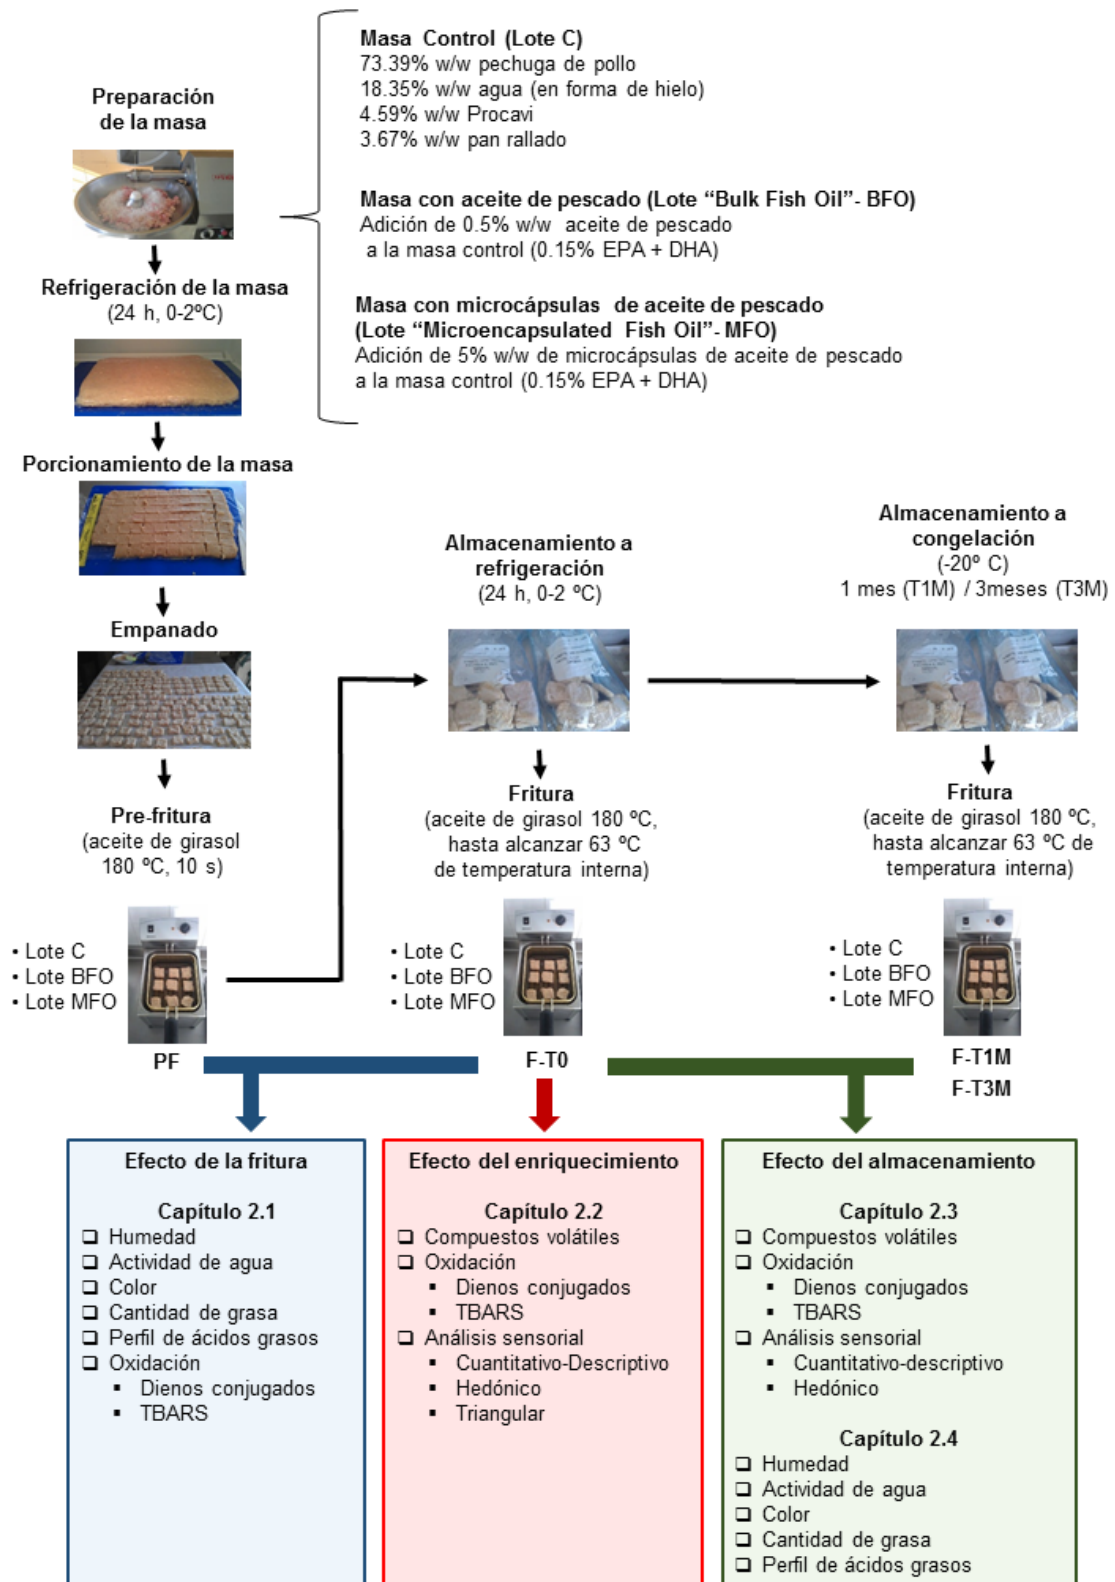 Preparación
de la masa
Masa Control (Lote C)
73.39% w/w pechuga de pollo
18.35% w/w agua (en forma de hielo)
4.59% w/w Procavi
3.67% w/w pan rallado
Masa con aceite de pescado (Lote “Bulk Fish Oil”- BFO)
Adición de 0.5% w/w aceite de pescado
a la masa control (0.15% EPA + DHA)
Masa con microcápsulas de aceite de pescado
(Lote “Microencapsulated Fish Oil”- MFO)
Adición de 5% w/w de microcápsulas de aceite de pescado
a la masa control (0.15% EPA + DHA)
Refrigeración de la masa
(24 h, 0-2ºC)
Porcionamiento de la masa
Empanado
Pre-fritura
(aceite de girasol
180 ºC, 10 s)
• Lote C
• Lote BFO
• Lote MFO
PF
Almacenamiento a
refrigeración
(24 h, 0-2 ºC)
Fritura
(aceite de girasol 180 ºC,
hasta alcanzar 63 ºC
de temperatura interna)
• Lote C
• Lote BFO
• Lote MFO
F-T0
Almacenamiento a
congelación
(-20º C)
1 mes (T1M) / 3meses (T3M)
Fritura
(aceite de girasol 180 ºC,
hasta alcanzar 63 ºC de
temperatura interna)
• Lote C
• Lote BFO
• Lote MFO
F-T1M
F-T3M
Efecto de la fritura
Capítulo 2.1
❑ Humedad
❑ Actividad de agua
❑ Color
❑ Cantidad de grasa
❑ Perfil de ácidos grasos
❑ Oxidación
▪ Dienos conjugados
▪ TBARS
Efecto del enriquecimiento
Capítulo 2.2
❑ Compuestos volátiles
❑ Oxidación
▪ Dienos conjugados
▪ TBARS
❑ Análisis sensorial
▪ Cuantitativo-Descriptivo
▪ Hedónico
▪ Triangular
Efecto del almacenamiento
Capítulo 2.3
❑ Compuestos volátiles
❑ Oxidación
▪ Dienos conjugados
▪ TBARS
❑ Análisis sensorial
▪ Cuantitativo-descriptivo
▪ Hedónico
Capítulo 2.4
❑ Humedad
❑ Actividad de agua
❑ Color
❑ Cantidad de grasa
❑ Perfil de ácidos grasos